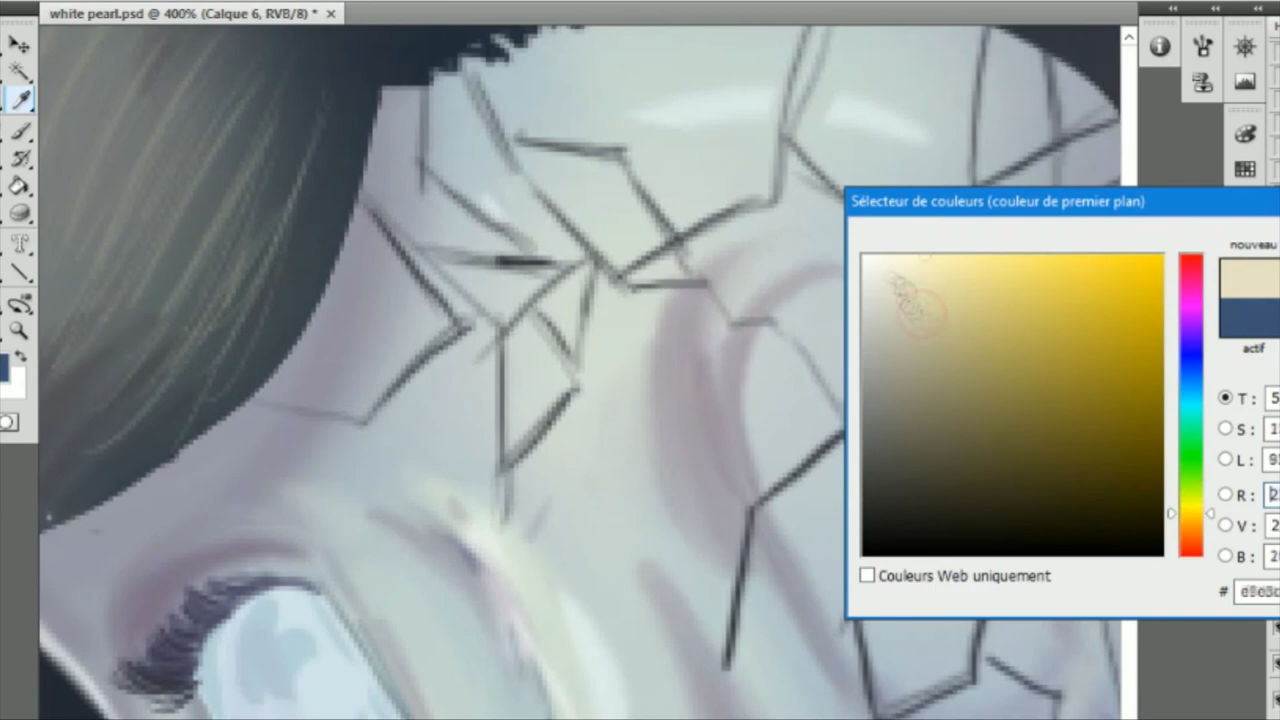 white pearl.psd @ 400% (Calque 6, RVB/8) *
Sélecteur de couleurs (couleur de premier plan)
nouveau
actif
T :
S :
L :
R :
V :
B :
Couleurs Web uniquement
#